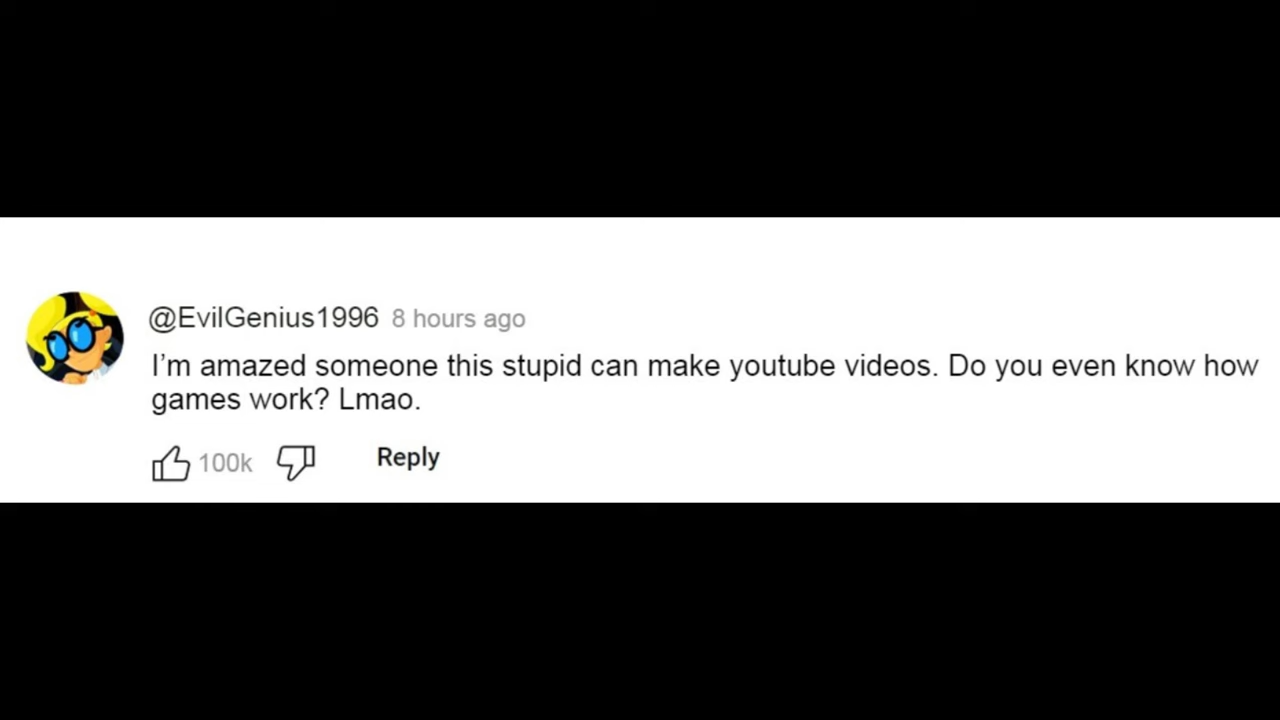 @EvilGenius1996 8 hours ago
I'm amazed someone this stupid can make youtube videos. Do you even know how
games work? Lmao.
100k Reply